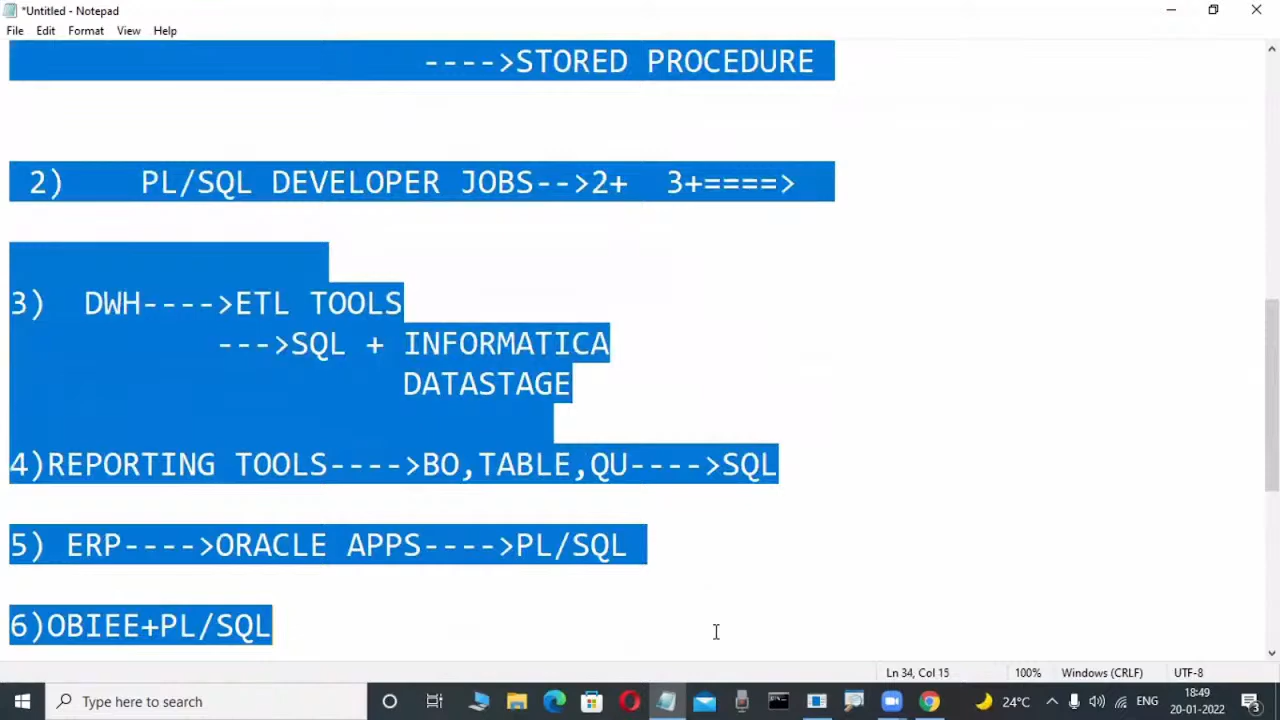 *Untitled - Notepad
File Edit Format View Help
---->STORED PROCEDURE
2) PL/SQL DEVELOPER JOBS-->2+ 3+====>
3) DWH---->ETL TOOLS
--->SQL + INFORMATICA
DATASTAGE
4)REPORTING TOOLS---->BO,TABLE,QU---->SQL
5) ERP---->ORACLE APPS---->PL/SQL
6)OBIEE+PL/SQL
Ln 34, Col 15 100% Windows (CRLF) UTF-8
Type here to search
24°C ENG
18:49
20-01-2022
3